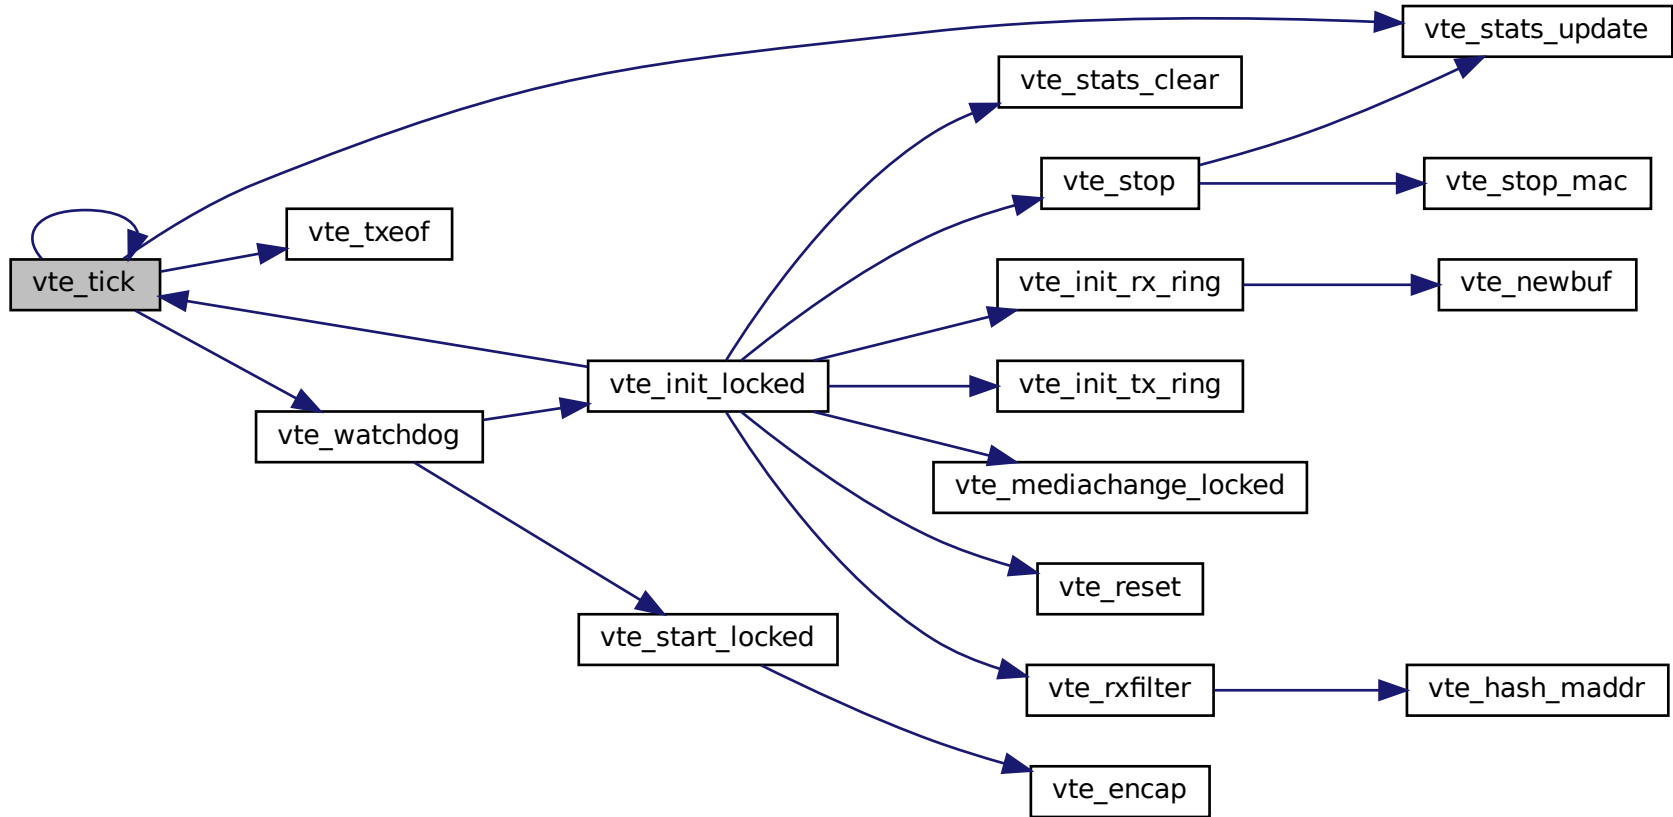 vte_stats_update
vte_stats_clear
vte_stop
vte_stop_mac
vte_txeof
vte_tick
vte_init_rx_ring
vte_newbuf
vte_init_locked
vte_init_tx_ring
vte_watchdog
vte_mediachange_locked
vte_reset
vte_start_locked
vte_rxfilter
vte_hash_maddr
vte_encap